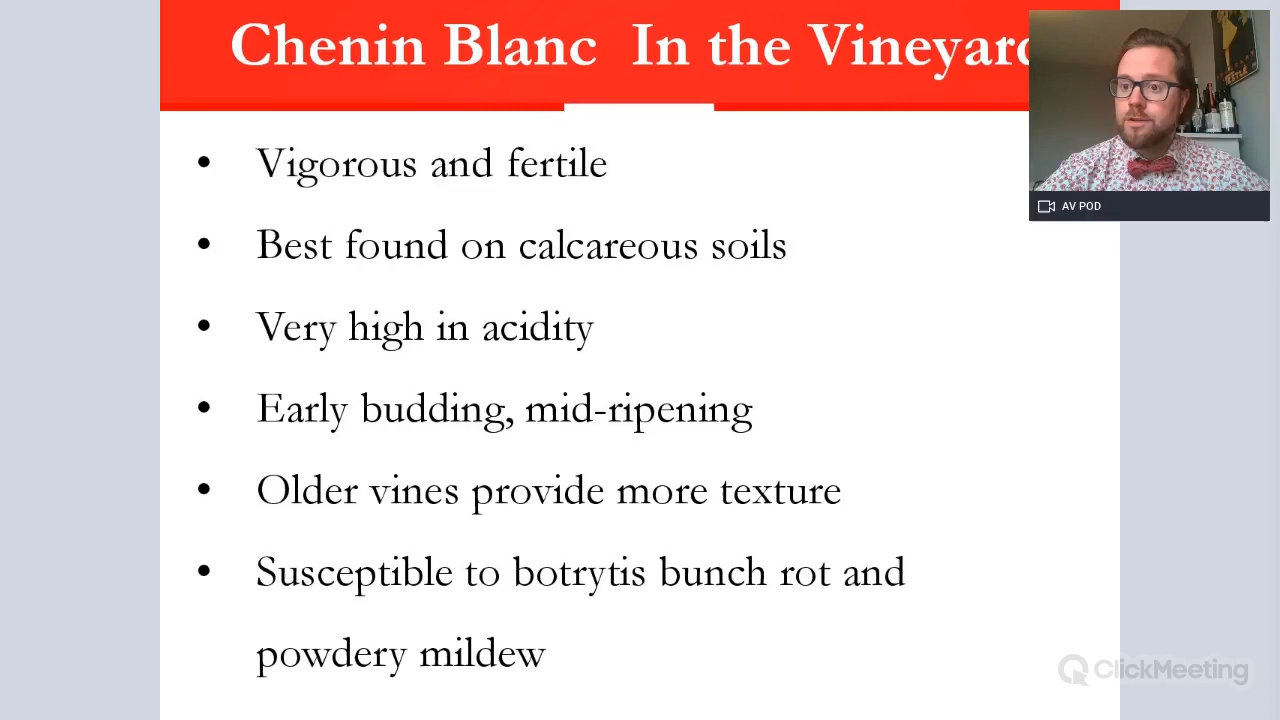 Chenin Blanc In the Vineyard
• Vigorous and fertile
• Best found on calcareous soils
• Very high in acidity
• Early budding, mid-ripening
• Older vines provide more texture
• Susceptible to botrytis bunch rot and
powdery mildew
AV POD
ClickMeeting